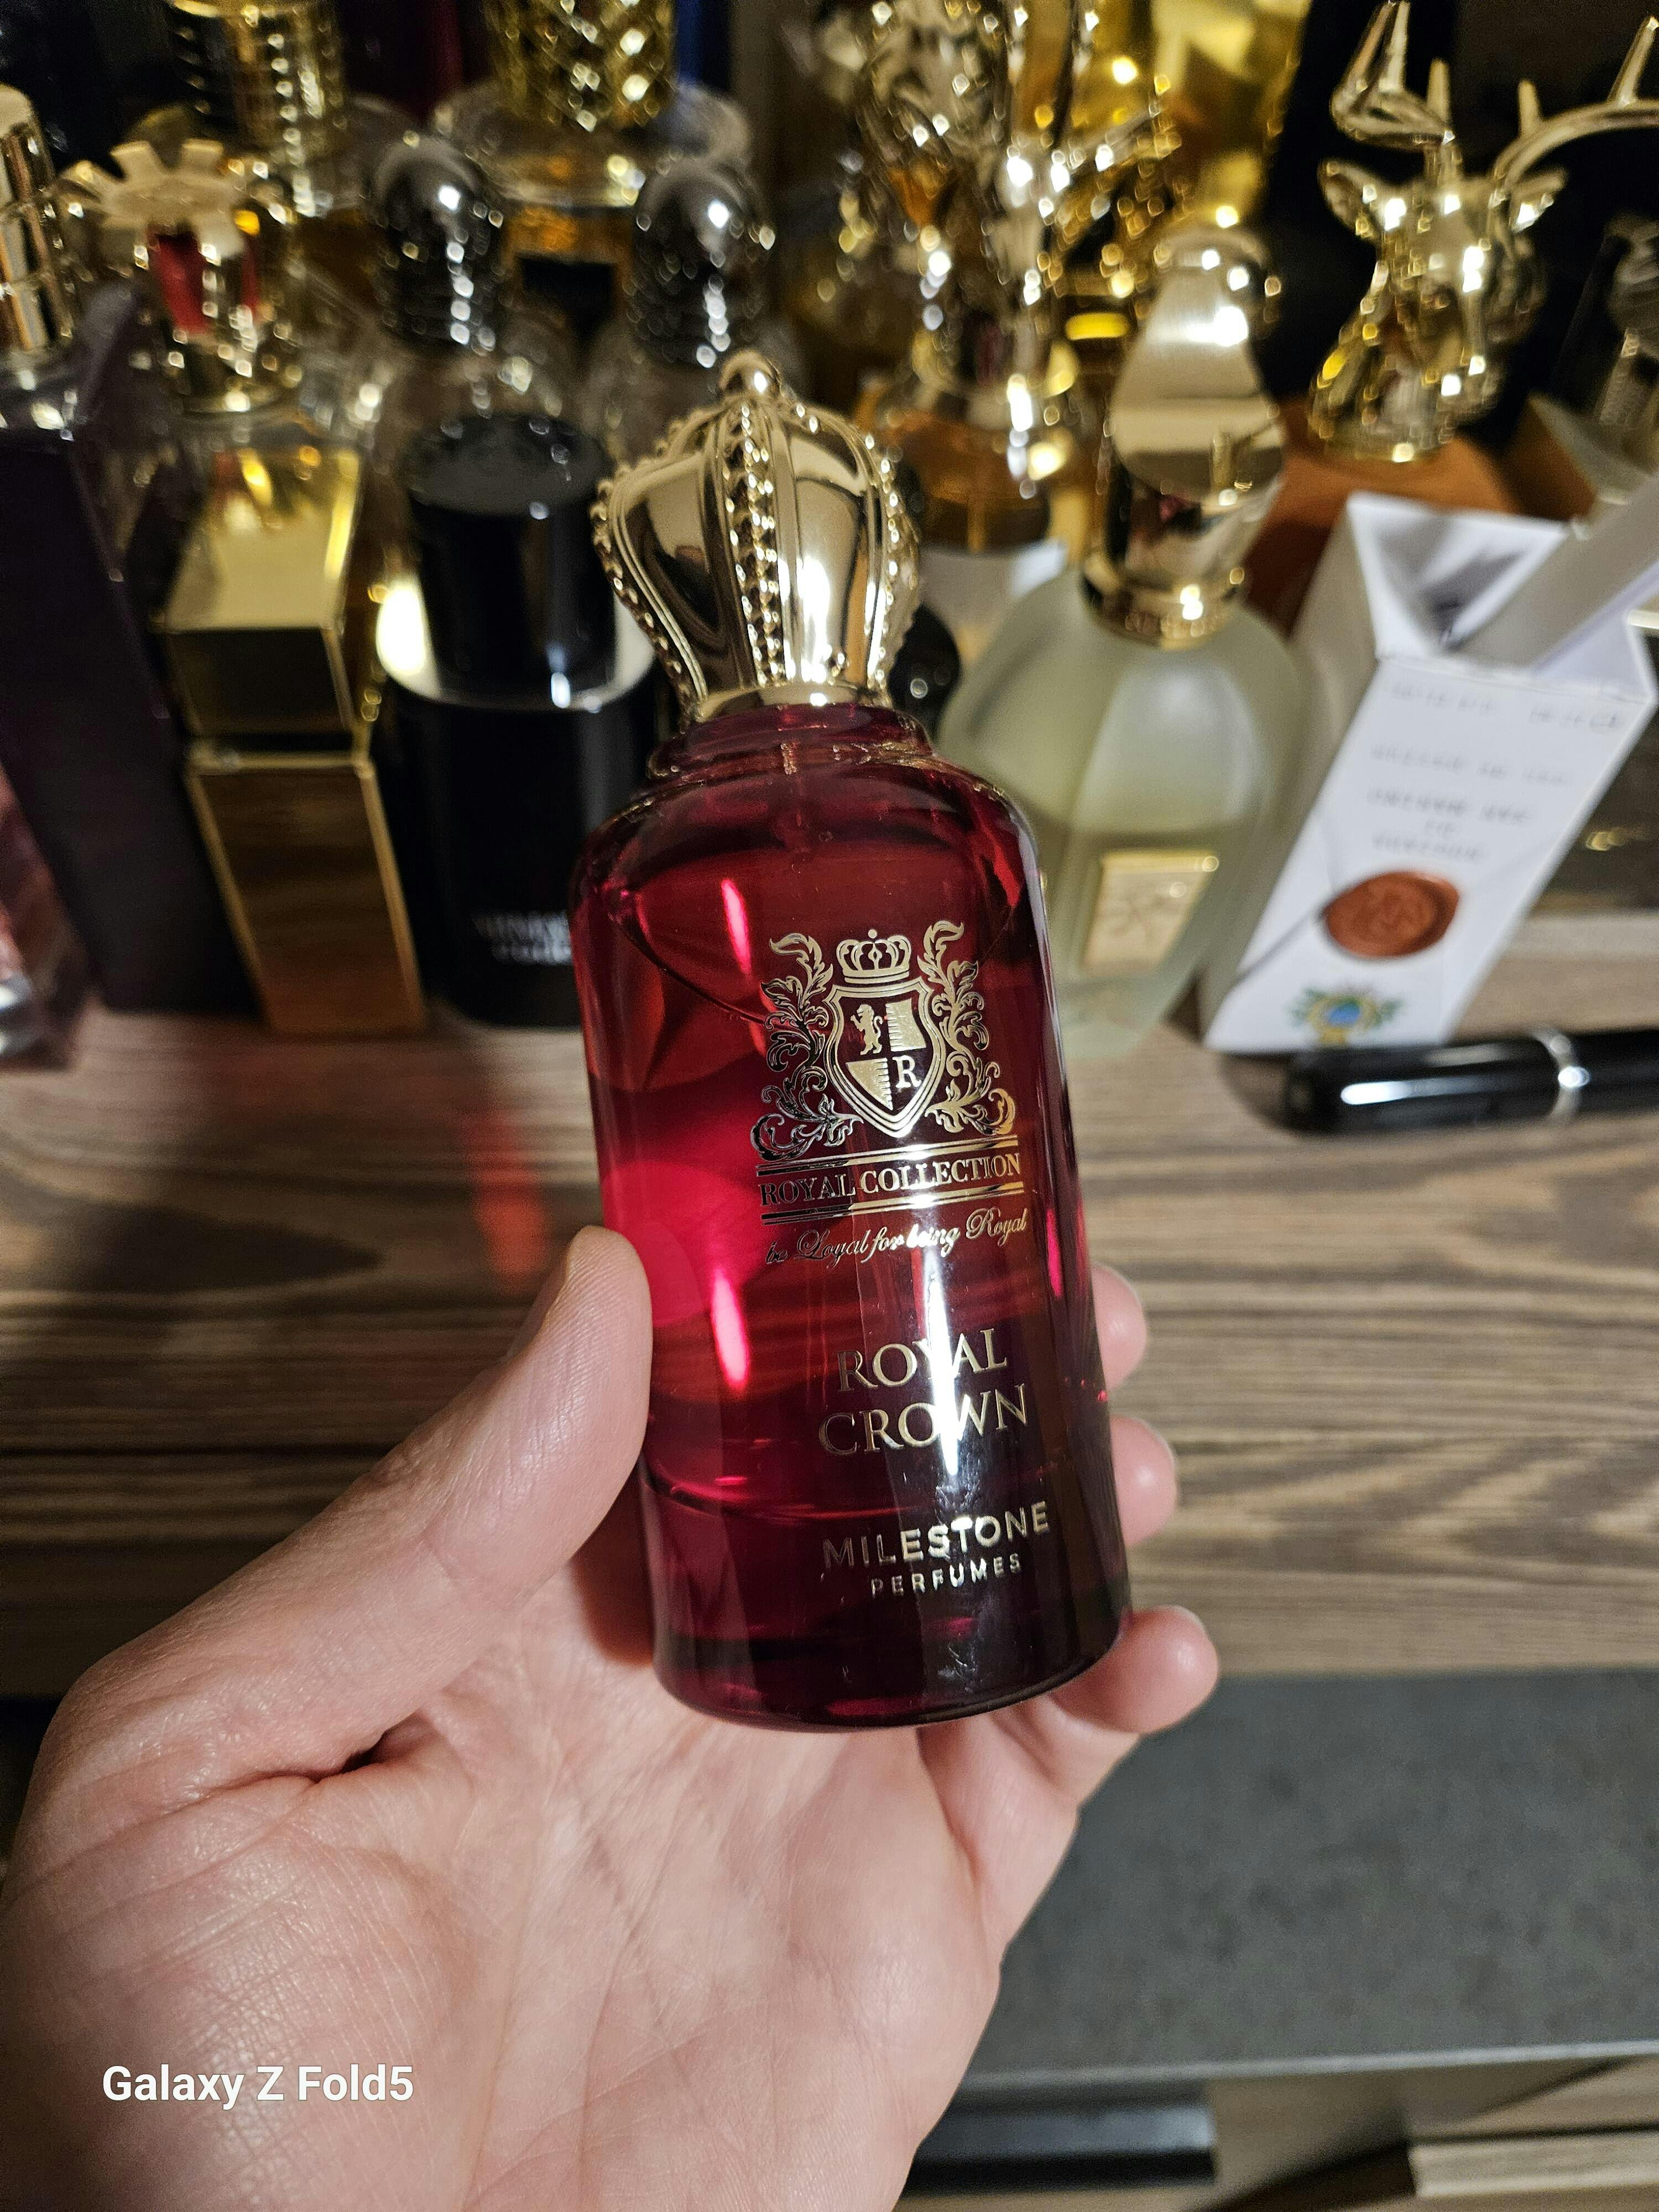 R
ROYAL COLLECTION
be Loyal for being Royal
ROYAL
CROWN
MILESTONE
PERFUMES
Galaxy Z Fold5